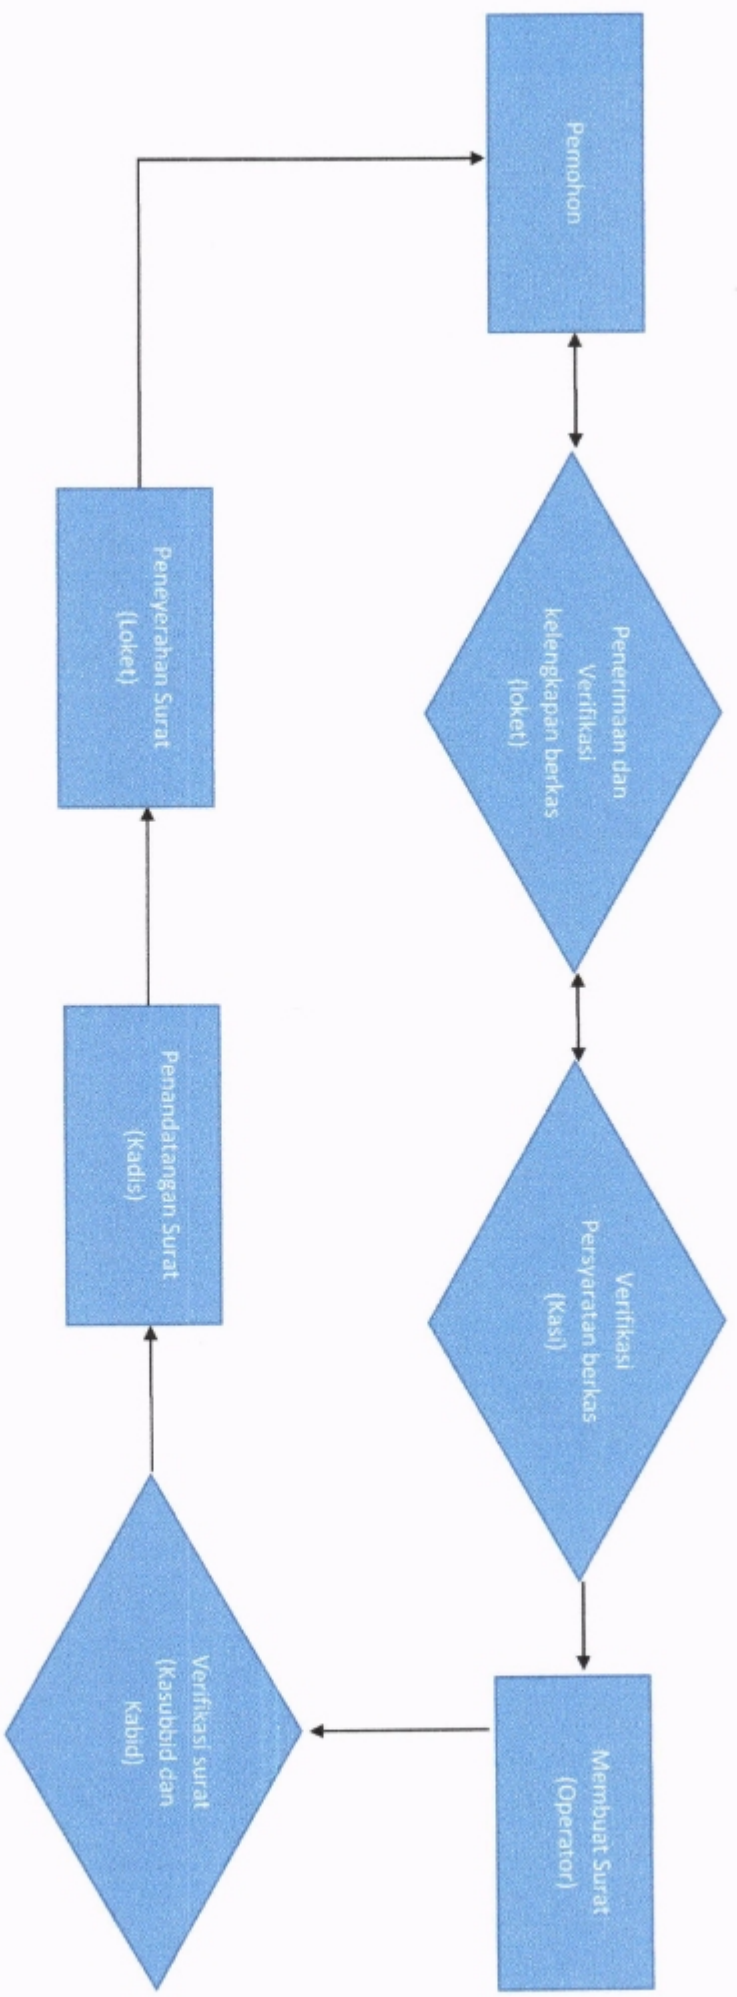 Pemohon
Penerimaan dan
Verifikasi
kelengkapan berkas
(loket)
Verifikasi
Persyaratan berkas
(Kasi)
Membuat Surat
(Operator)
Verifikasi surat
(Kasubbid dan
Kabid)
Penandatangan Surat
(Kadis)
Peneyerahan Surat
(Loket)